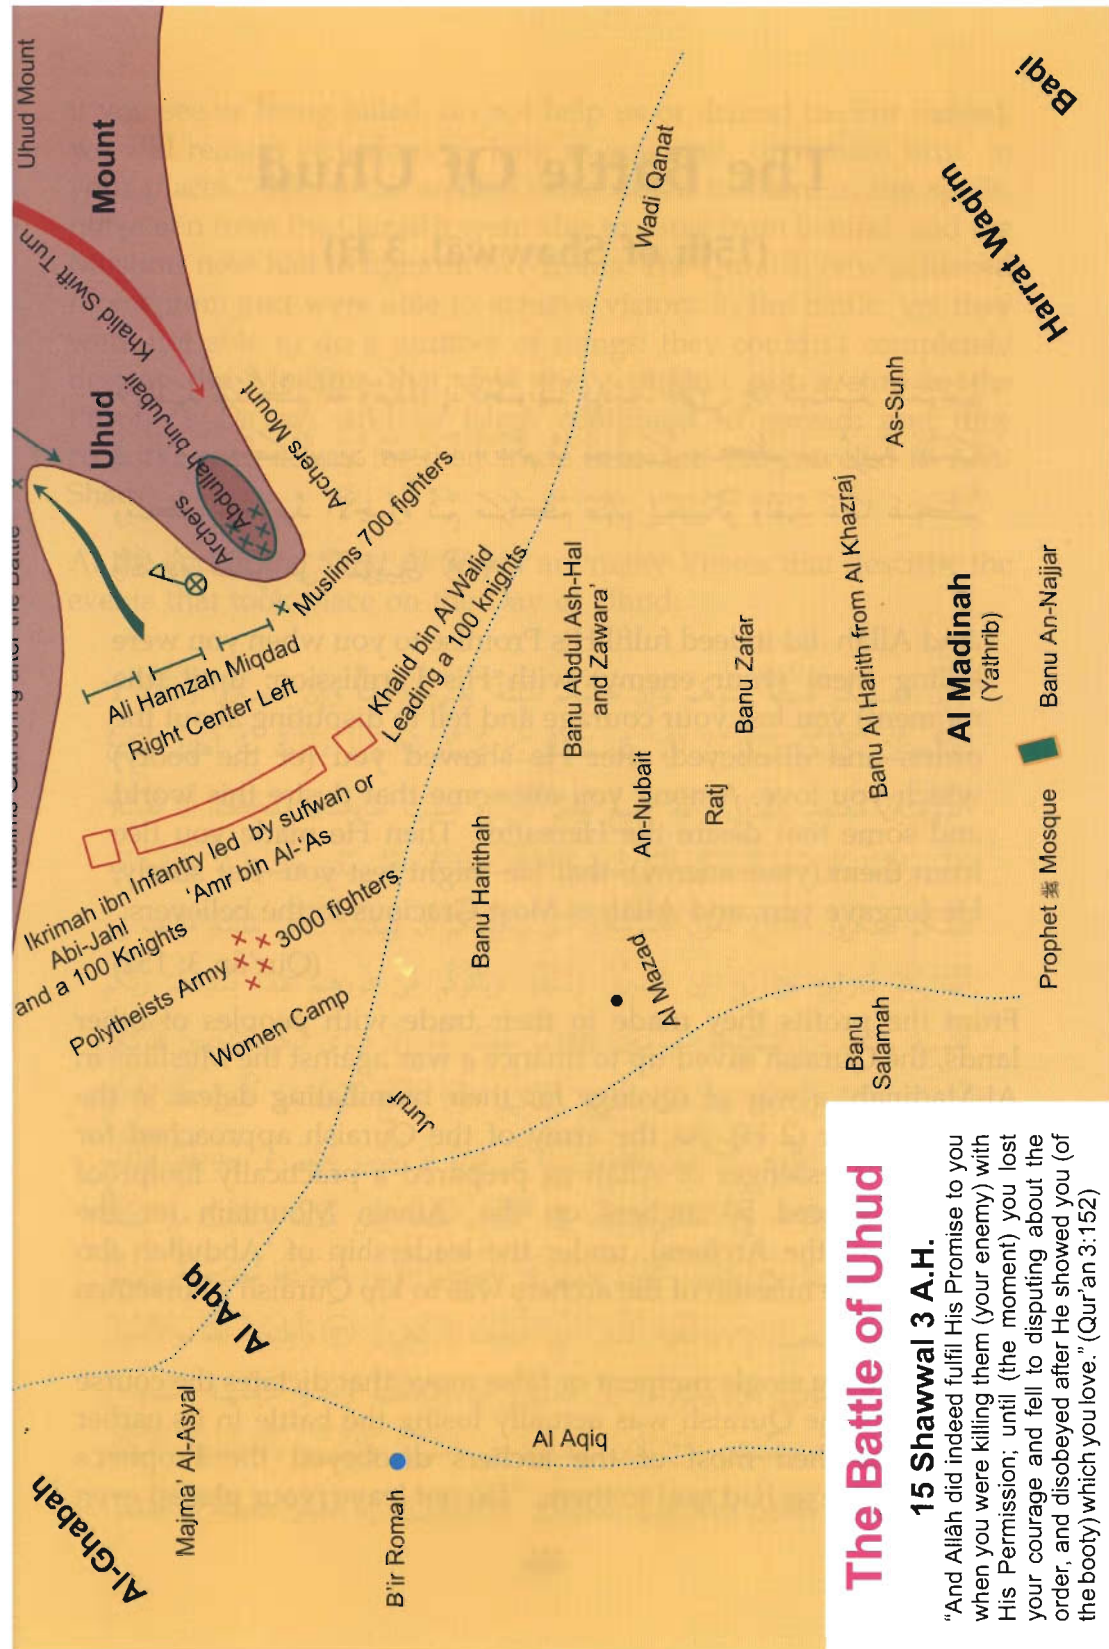 Muslims Gathering after the Battle
Uhud Mount
Al-Ghabah
Ikrimah ibn
Abi-Jahl
and a 100 Knights
Infantry led by sufwan or
'Amr bin Al-'As
Polytheists Army
3000 fighters
Women Camp
Ali Hamzah Miqdad
Right Center Left
Muslims 700 fighters
Khalid bin Al Walid
Leading a 100 knights
Archers
Abdullah bin Jubair
Archers Mount
Khalid Swift Turn
Uhud
Mount
Majma' Al-Asyal
Al Aqiq
B'ir Romah
Al Aqiq
Juruf
Banu Harithah
Al Mazad
An-Nubait
Banu Abdul Ash-Hal
and Zawara'
Ratj
Banu Zafar
Wadi Qanat
Banu
Salamah
Banu Al Harith from Al Khazraj
As-Sunh
Al Madinah
(Yathrib)
Harrat Waqim
Baqi
Prophet ﷺ Mosque
Banu An-Najjar
The Battle of Uhud
15 Shawwal 3 A.H.
"And Allâh did indeed fulfil His Promise to you
when you were killing them (your enemy) with
His Permission; until (the moment) you lost
your courage and fell to disputing about the
order, and disobeyed after He showed you (of
the booty) which you love." (Qur'an 3:152)